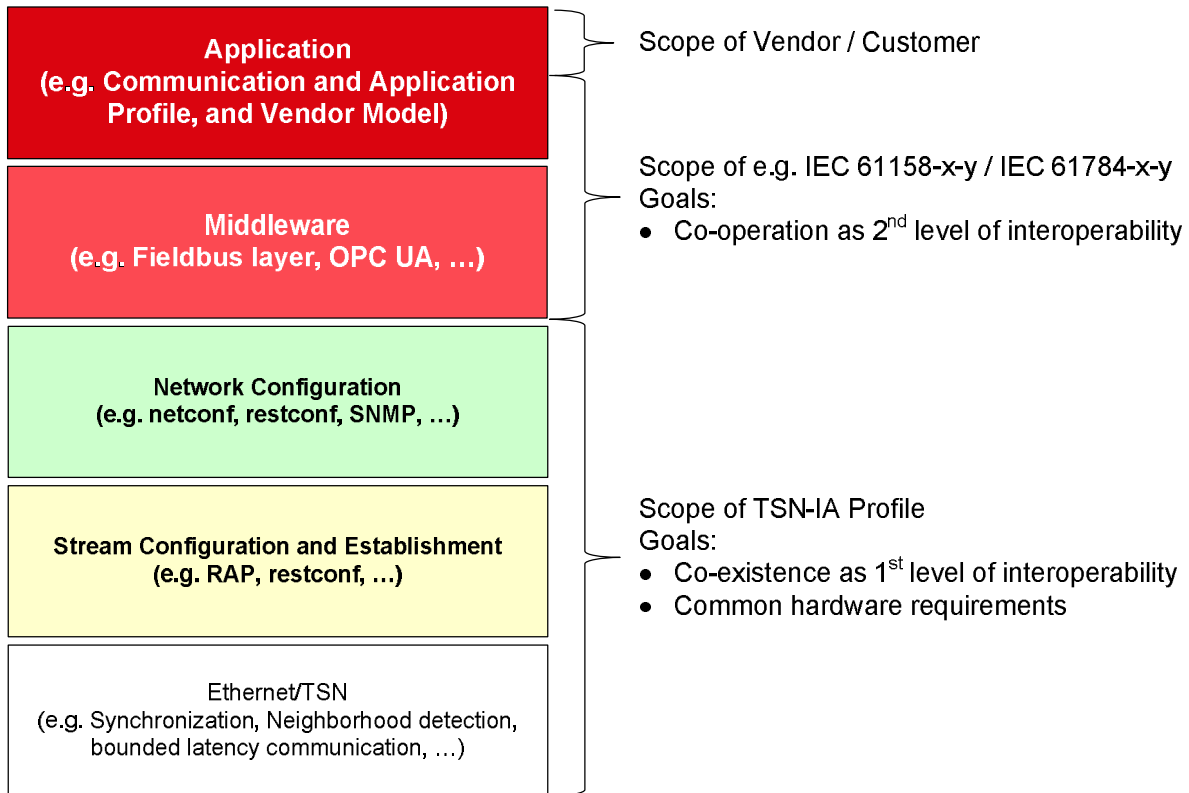 Application
(e.g. Communication and Application
Profile, and Vendor Model)
Scope of Vendor / Customer
Middleware
(e.g. Fieldbus layer, OPC UA, …)
Scope of e.g. IEC 61158-x-y / IEC 61784-x-y
Goals:
● Co-operation as 2nd level of interoperability
Network Configuration
(e.g. netconf, restconf, SNMP, …)
Stream Configuration and Establishment
(e.g. RAP, restconf, …)
Scope of TSN-IA Profile
Goals:
● Co-existence as 1st level of interoperability
● Common hardware requirements
Ethernet/TSN
(e.g. Synchronization, Neighborhood detection,
bounded latency communication, …)